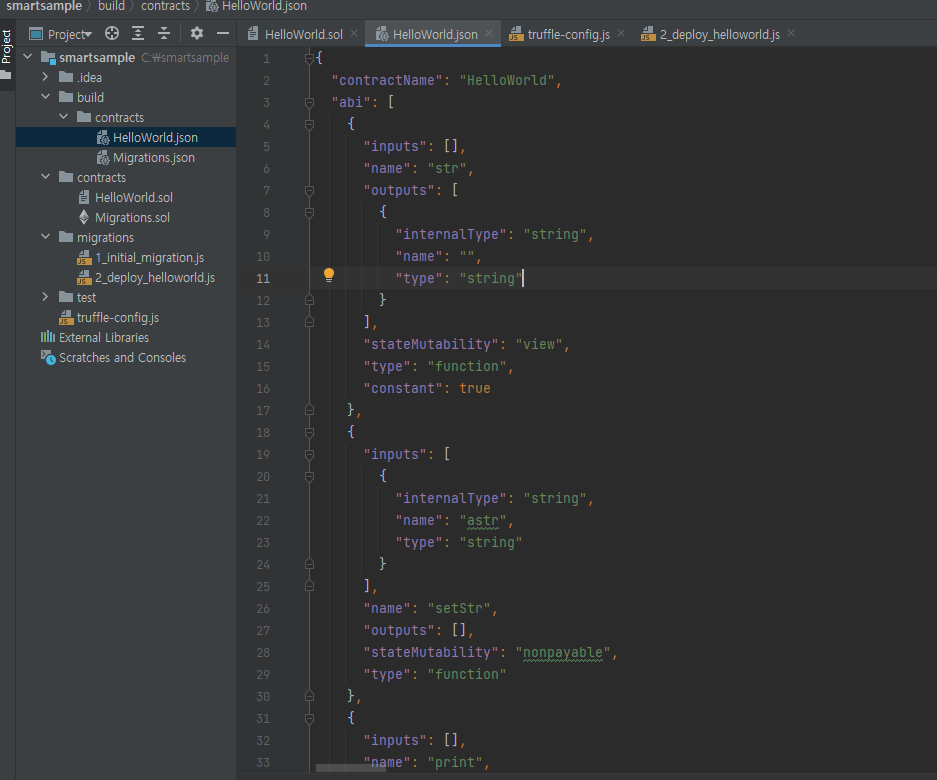 smartsample › build › contracts › HelloWorld.json
Project
Project
HelloWorld.sol
HelloWorld.json
truffle-config.js
2_deploy_helloworld.js
smartsample C:₩smartsample
.idea
build
contracts
HelloWorld.json
Migrations.json
contracts
HelloWorld.sol
Migrations.sol
migrations
1_initial_migration.js
2_deploy_helloworld.js
test
truffle-config.js
External Libraries
Scratches and Consoles
1 {
2 "contractName": "HelloWorld",
3 "abi": [
4 {
5 "inputs": [],
6 "name": "str",
7 "outputs": [
8 {
9 "internalType": "string",
10 "name": "",
11 "type": "string"
12 }
13 ],
14 "stateMutability": "view",
15 "type": "function",
16 "constant": true
17 },
18 {
19 "inputs": [
20 {
21 "internalType": "string",
22 "name": "astr",
23 "type": "string"
24 }
25 ],
26 "name": "setStr",
27 "outputs": [],
28 "stateMutability": "nonpayable",
29 "type": "function"
30 },
31 {
32 "inputs": [],
33 "name": "print",